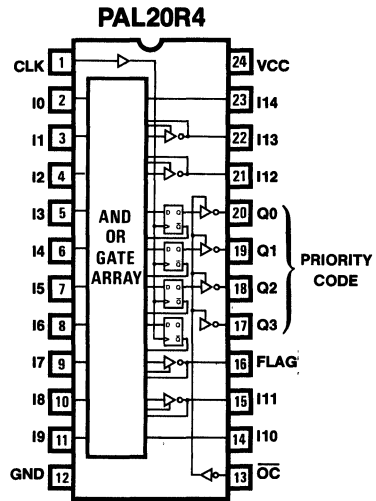 PAL20R4
CLK 1 24 VCC
I0 2 23 I14
I1 3 22 I13
I2 4 21 I12
I3 5 D Q Q̅ 20 Q0
I4 6 D Q Q̅ 19 Q1
I5 7 D Q Q̅ 18 Q2
I6 8 D Q Q̅ 17 Q3
I7 9 16 FLAG
I8 10 15 I11
I9 11 14 I10
GND 12 13 O̅C̅
AND
OR
GATE
ARRAY
PRIORITY
CODE